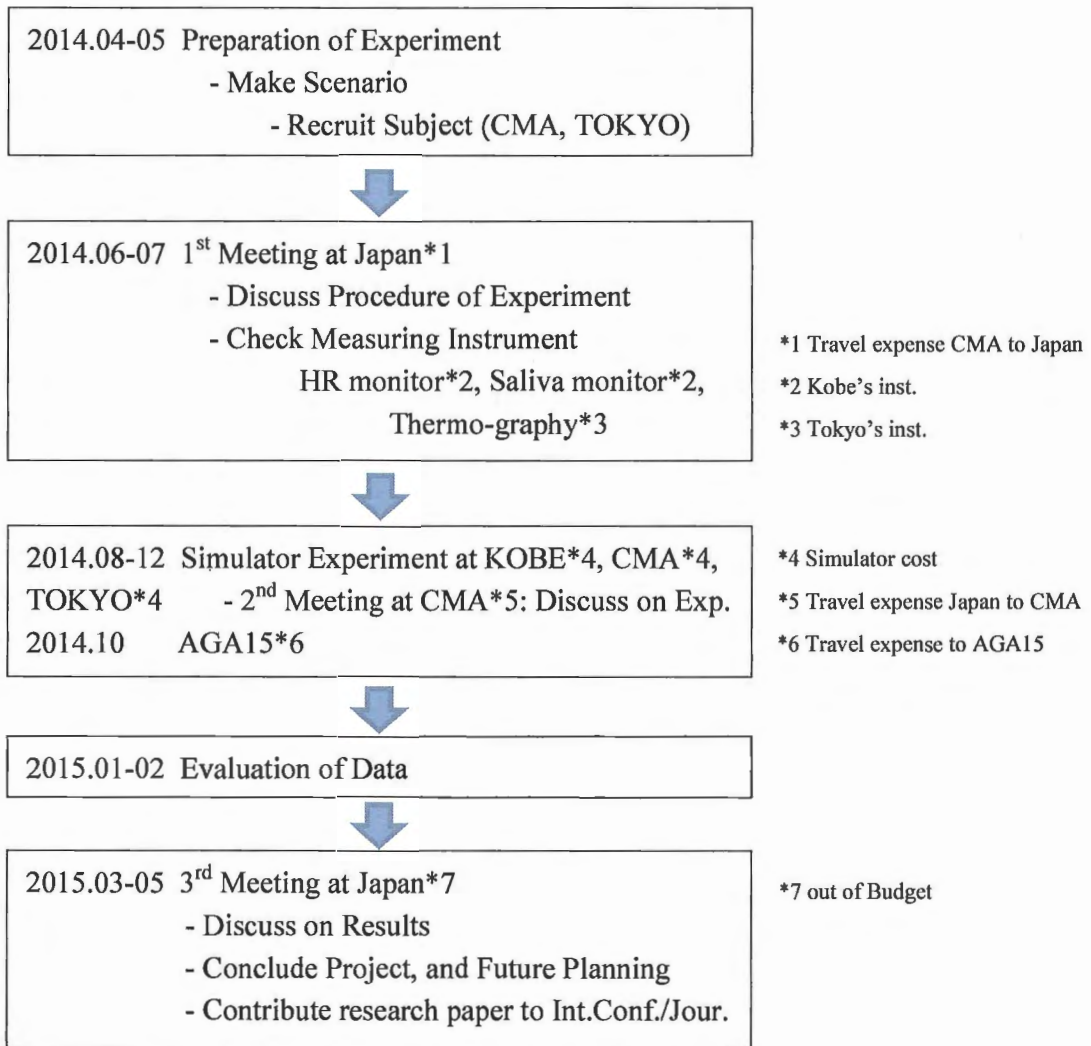 2014.04-05 Preparation of Experiment
- Make Scenario
- Recruit Subject (CMA, TOKYO)
2014.06-07 1st Meeting at Japan*1
- Discuss Procedure of Experiment
- Check Measuring Instrument
HR monitor*2, Saliva monitor*2,
Thermo-graphy*3
*1 Travel expense CMA to Japan
*2 Kobe's inst.
*3 Tokyo's inst.
2014.08-12 Simulator Experiment at KOBE*4, CMA*4,
TOKYO*4 - 2nd Meeting at CMA*5: Discuss on Exp.
2014.10 AGA15*6
*4 Simulator cost
*5 Travel expense Japan to CMA
*6 Travel expense to AGA15
2015.01-02 Evaluation of Data
2015.03-05 3rd Meeting at Japan*7
- Discuss on Results
- Conclude Project, and Future Planning
- Contribute research paper to Int.Conf./Jour.
*7 out of Budget